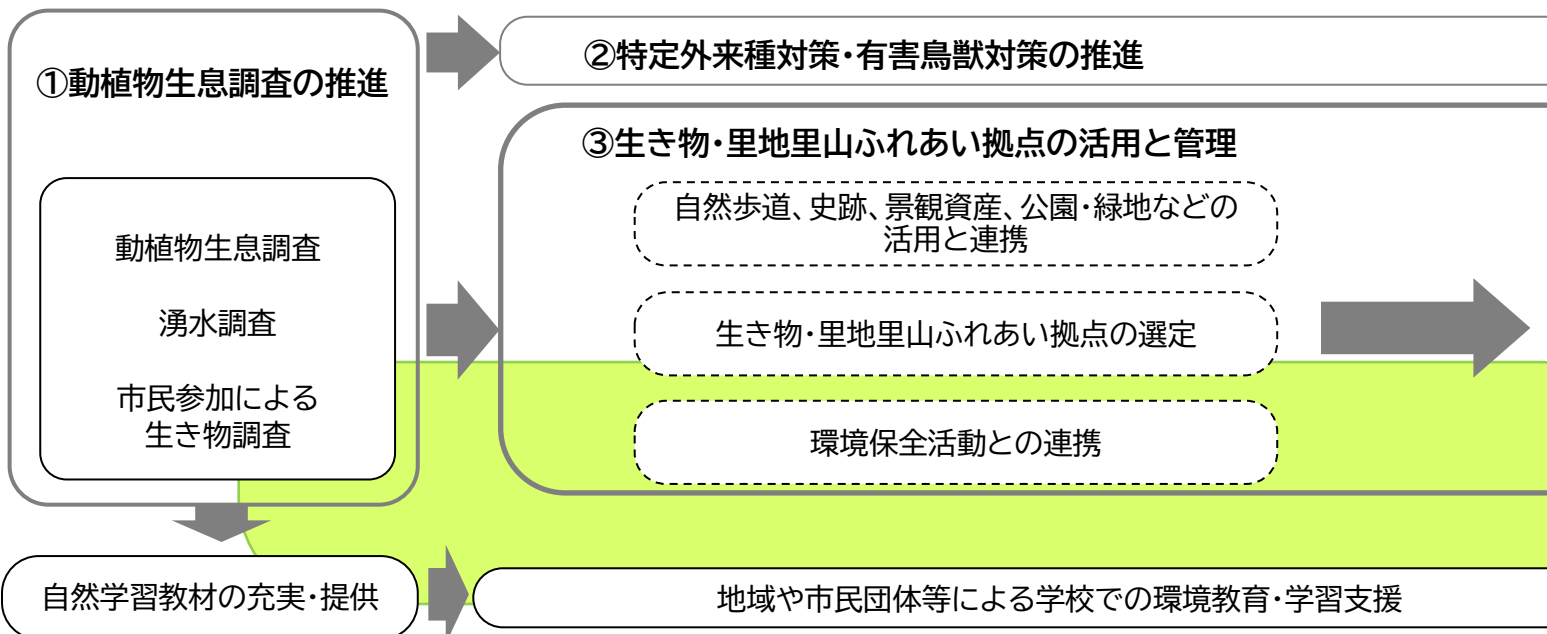 ①動植物生息調査の推進
動植物生息調査
湧水調査
市民参加による
生き物調査
②特定外来種対策・有害鳥獣対策の推進
③生き物・里地里山ふれあい拠点の活用と管理
自然歩道、史跡、景観資産、公園・緑地などの
活用と連携
生き物・里地里山ふれあい拠点の選定
環境保全活動との連携
自然学習教材の充実・提供
地域や市民団体等による学校での環境教育・学習支援